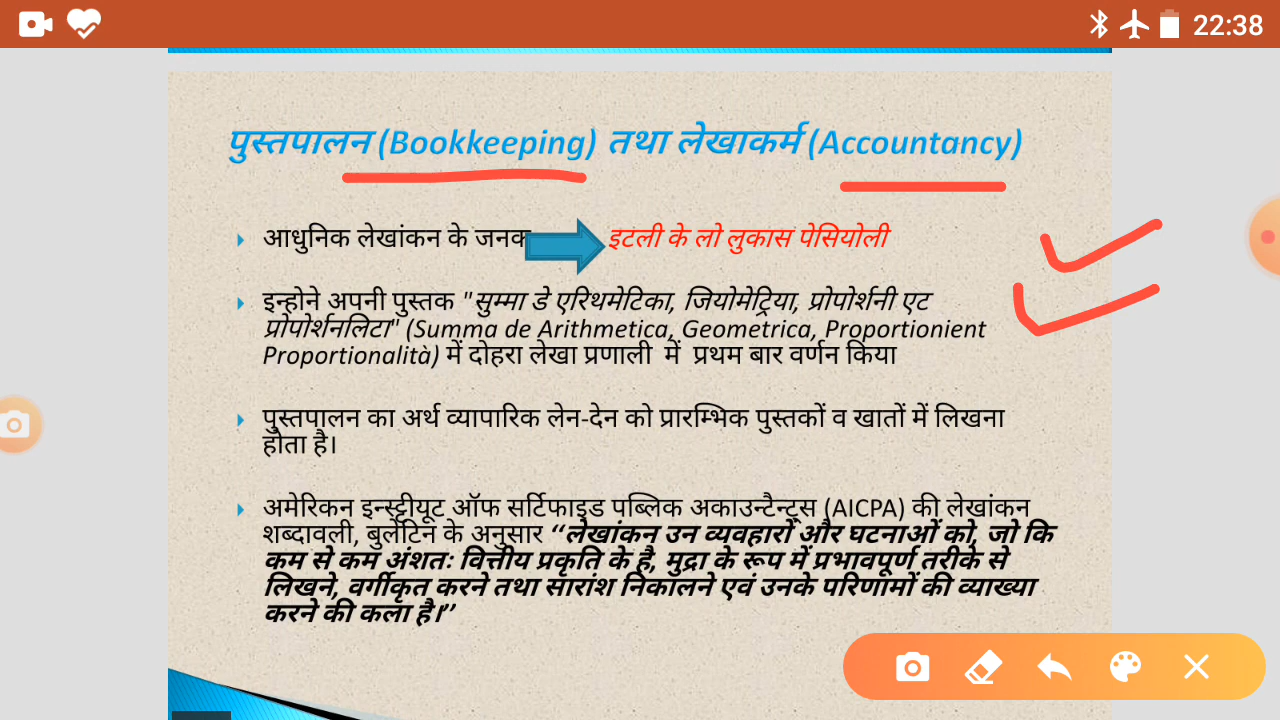 22:38
पुस्तपालन (Bookkeeping) तथा लेखाकर्म (Accountancy)
आधुनिक लेखांकन के जनक इटली के लो लुकास पेसियोली
इन्होने अपनी पुस्तक "सुम्मा डे एरिथमेटिका, जियोमेट्रिया, प्रोपोर्शनी एट
प्रोपोर्शनलिटा" (Summa de Arithmetica, Geometrica, Proportionient
Proportionalità) में दोहरा लेखा प्रणाली में प्रथम बार वर्णन किया
पुस्तपालन का अर्थ व्यापारिक लेन-देन को प्रारम्भिक पुस्तकों व खातों में लिखना
होता है।
अमेरिकन इन्स्ट्रीयूट ऑफ सर्टिफाइड पब्लिक अकाउन्टैन्ट्स (AICPA) की लेखांकन
शब्दावली, बुलेटिन के अनुसार “लेखांकन उन व्यवहारों और घटनाओं को, जो कि
कम से कम अंशतः वित्तीय प्रकृति के है, मुद्रा के रूप में प्रभावपूर्ण तरीके से
लिखने, वर्गीकृत करने तथा सारांश निकालने एवं उनके परिणामों की व्याख्या
करने की कला है।”